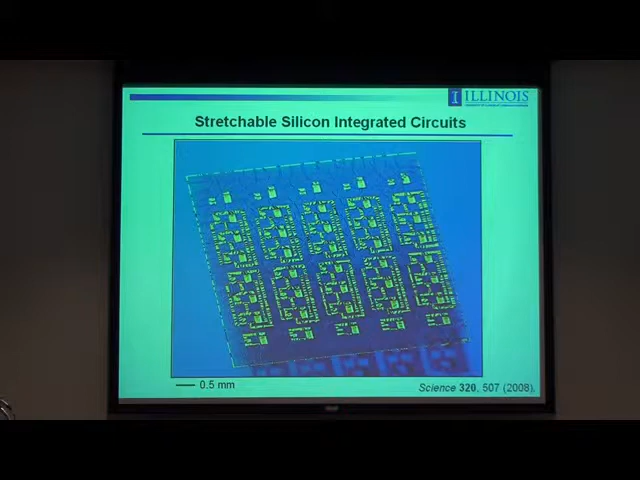 I ILLINOIS
Stretchable Silicon Integrated Circuits
0.5 mm
Science 320, 507 (2008).